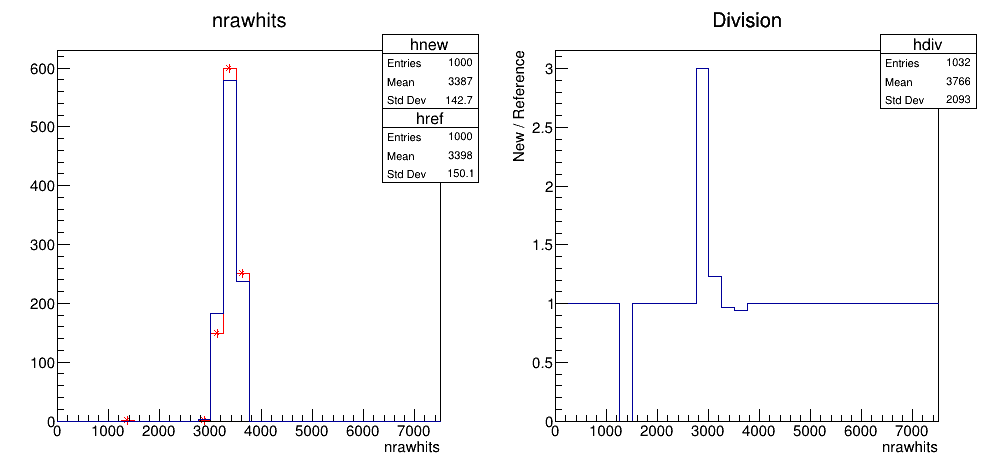 nrawhits
hnew
Entries 1000
Mean 3387
Std Dev 142.7
href
Entries 1000
Mean 3398
Std Dev 150.1
600
500
400
300
200
100
0
0 1000 2000 3000 4000 5000 6000 7000
nrawhits
Division
hdiv
Entries 1032
Mean 3766
Std Dev 2093
New / Reference
3
2.5
2
1.5
1
0.5
0
0 1000 2000 3000 4000 5000 6000 7000
nrawhits